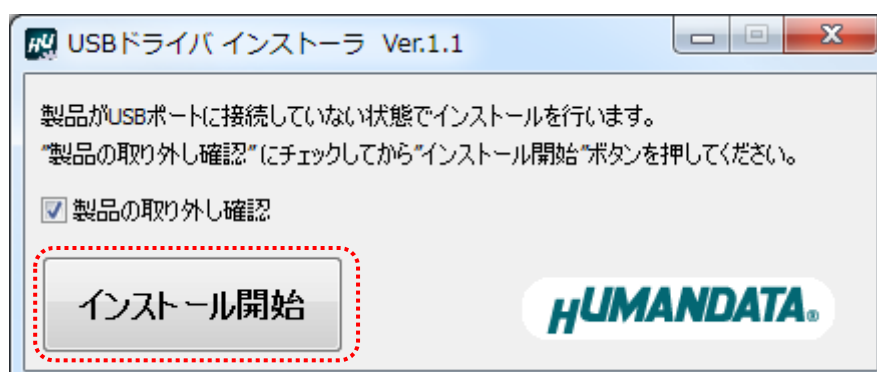 USBドライバ インストーラ Ver.1.1
製品がUSBポートに接続していない状態でインストールを行います。
"製品の取り外し確認"にチェックしてから"インストール開始"ボタンを押してください。
製品の取り外し確認
インストール開始
HUMANDATA®